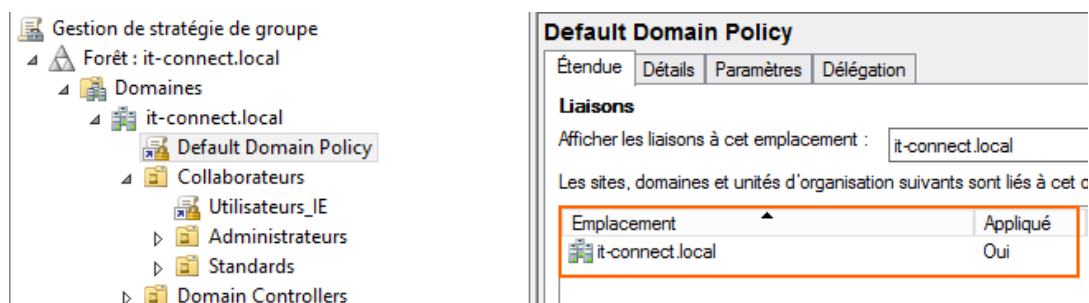 Gestion de stratégie de groupe
Forêt : it-connect.local
Domaines
it-connect.local
Default Domain Policy
Collaborateurs
Utilisateurs_IE
Administrateurs
Standards
Domain Controllers
Default Domain Policy
Étendue Détails Paramètres Délégation
Liaisons
Afficher les liaisons à cet emplacement : it-connect.local
Les sites, domaines et unités d'organisation suivants sont liés à cet
Emplacement Appliqué
it-connect.local Oui